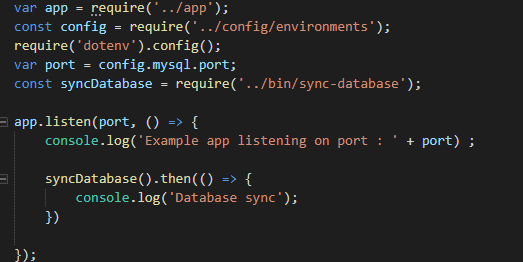 var app = require('../app');
const config = require('../config/environments');
require('dotenv').config();
var port = config.mysql.port;
const syncDatabase = require('../bin/sync-database');
app.listen(port, () => {
console.log('Example app listening on port : ' + port) ;
syncDatabase().then(() => {
console.log('Database sync');
})
});